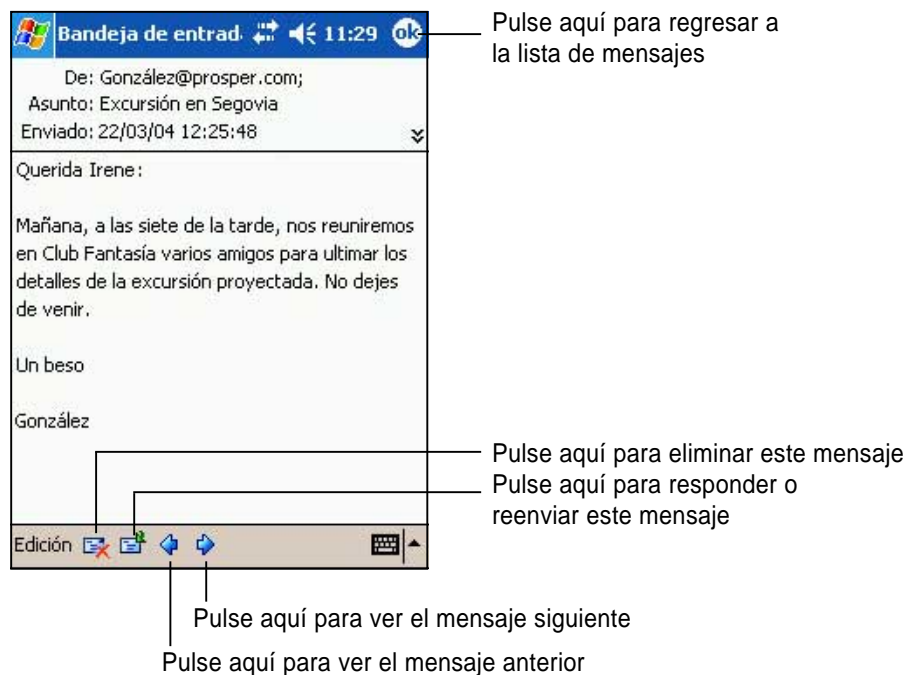 Bandeja de entrad 11:29 ok
De: González@prosper.com;
Asunto: Excursión en Segovia
Enviado: 22/03/04 12:25:48
Querida Irene:
Mañana, a las siete de la tarde, nos reuniremos
en Club Fantasía varios amigos para ultimar los
detalles de la excursión proyectada. No dejes
de venir.
Un beso
González
Edición
Pulse aquí para regresar a
la lista de mensajes
Pulse aquí para eliminar este mensaje
Pulse aquí para responder o
reenviar este mensaje
Pulse aquí para ver el mensaje siguiente
Pulse aquí para ver el mensaje anterior